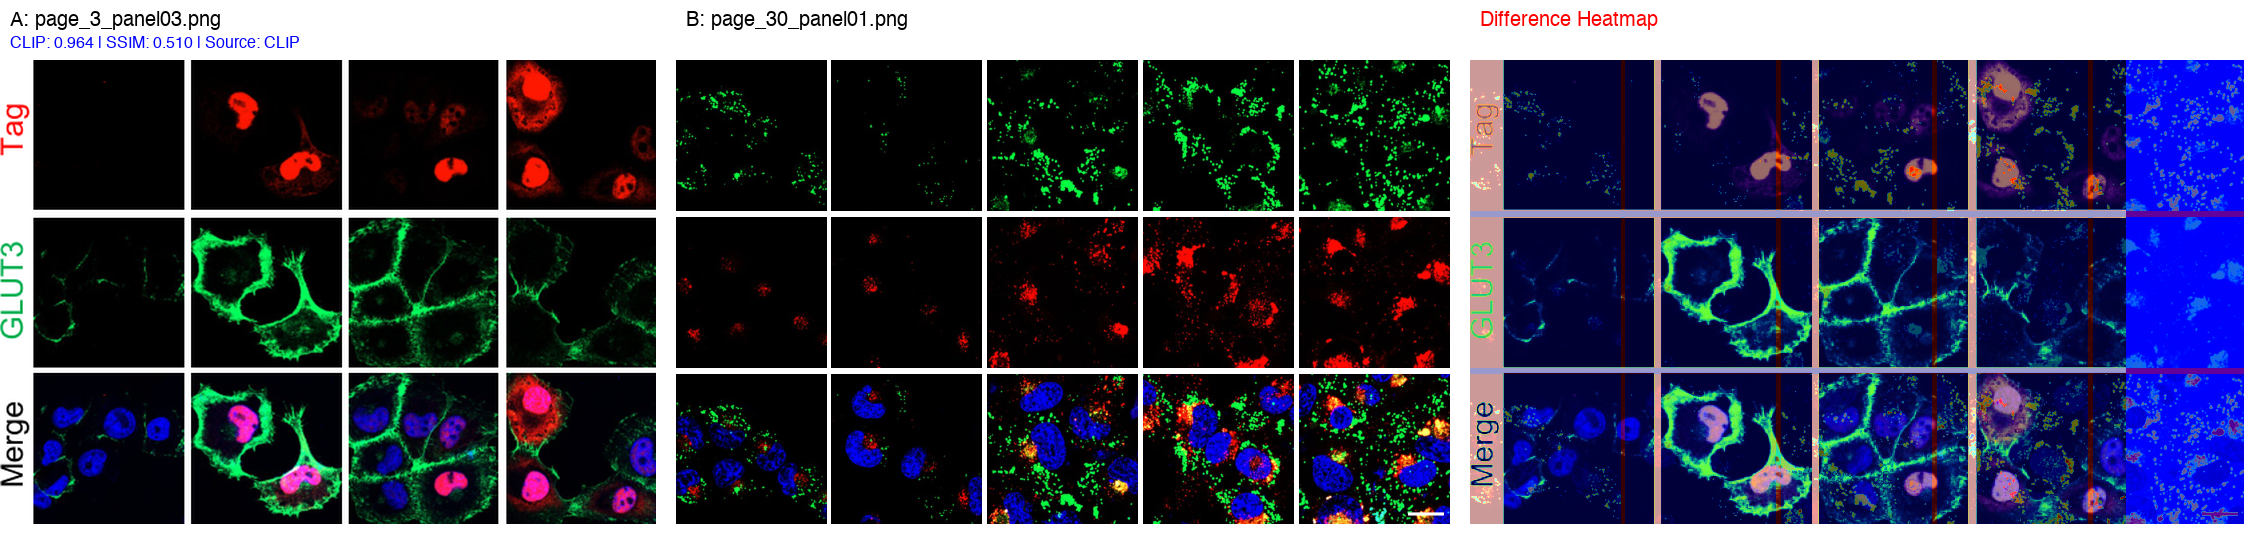 A: page_3_panel03.png
CLIP: 0.964 | SSIM: 0.510 | Source: CLIP
B: page_30_panel01.png
Difference Heatmap
Tag
GLUT3
Merge
Tag
GLUT3
Merge